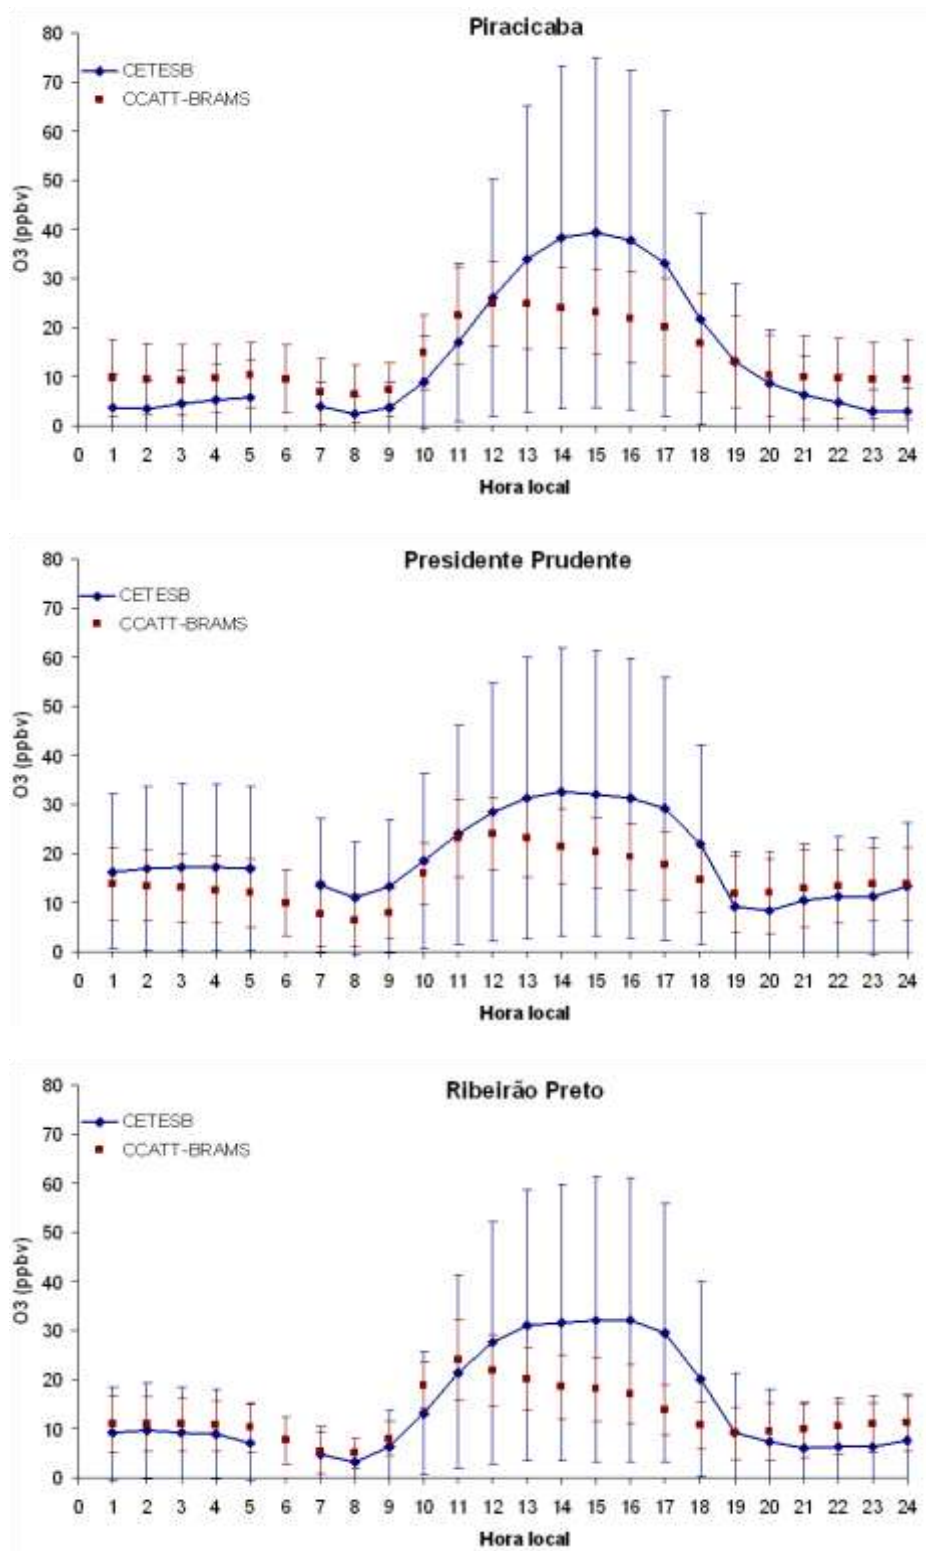 Piracicaba
CETESB
CCATT-BRAMS
O3 (ppbv)
80
70
60
50
40
30
20
10
0
0 1 2 3 4 5 6 7 8 9 10 11 12 13 14 15 16 17 18 19 20 21 22 23 24
Hora local
Presidente Prudente
CETESB
CCATT-BRAMS
O3 (ppbv)
80
70
60
50
40
30
20
10
0
0 1 2 3 4 5 6 7 8 9 10 11 12 13 14 15 16 17 18 19 20 21 22 23 24
Hora local
Ribeirão Preto
CETESB
CCATT-BRAMS
O3 (ppbv)
80
70
60
50
40
30
20
10
0
0 1 2 3 4 5 6 7 8 9 10 11 12 13 14 15 16 17 18 19 20 21 22 23 24
Hora local